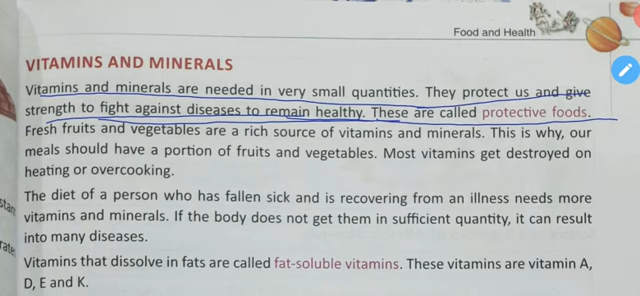 Food and Health
VITAMINS AND MINERALS
Vitamins and minerals are needed in very small quantities. They protect us and give
strength to fight against diseases to remain healthy. These are called protective foods.
Fresh fruits and vegetables are a rich source of vitamins and minerals. This is why, our
meals should have a portion of fruits and vegetables. Most vitamins get destroyed on
heating or overcooking.
The diet of a person who has fallen sick and is recovering from an illness needs more
vitamins and minerals. If the body does not get them in sufficient quantity, it can result
into many diseases.
Vitamins that dissolve in fats are called fat-soluble vitamins. These vitamins are vitamin A,
D, E and K.